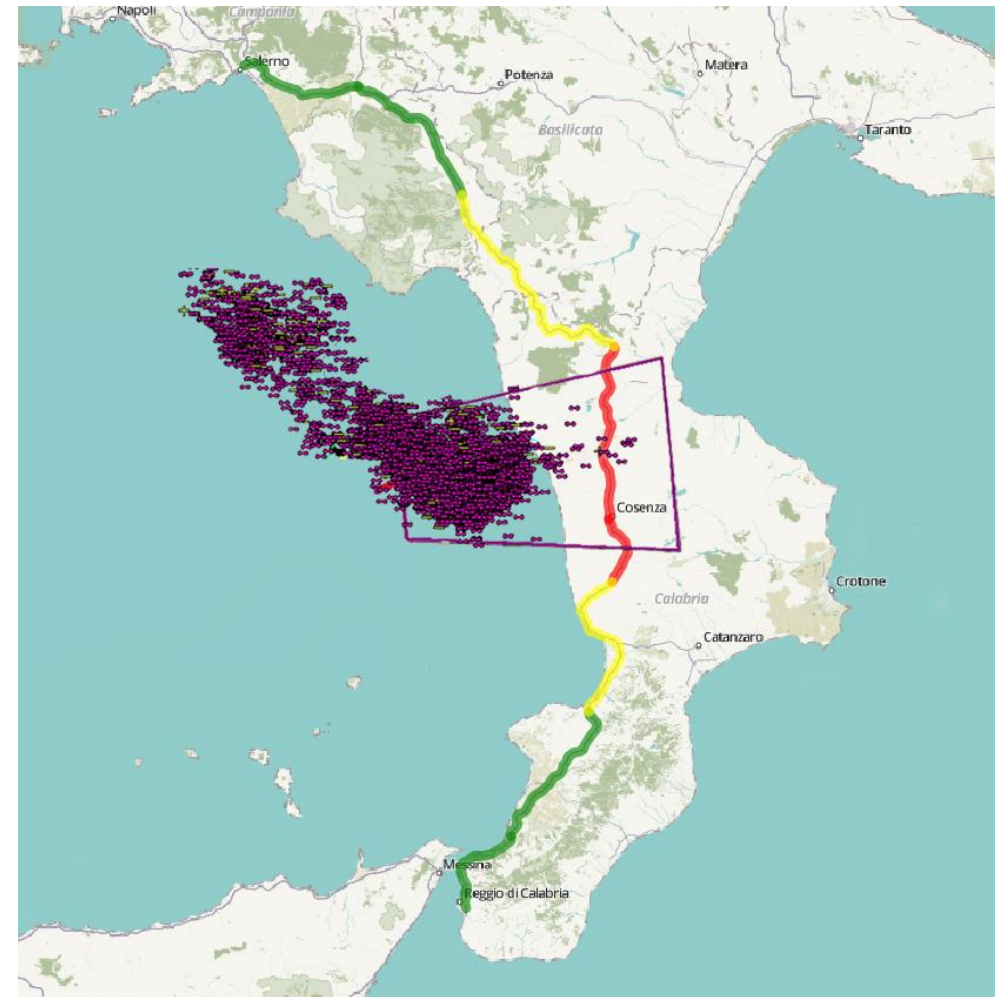 Napoli
Campania
Salerno
Potenza
Matera
Basilicata
Taranto
Cosenza
Calabria
Crotone
Catanzaro
Messina
Reggio di Calabria